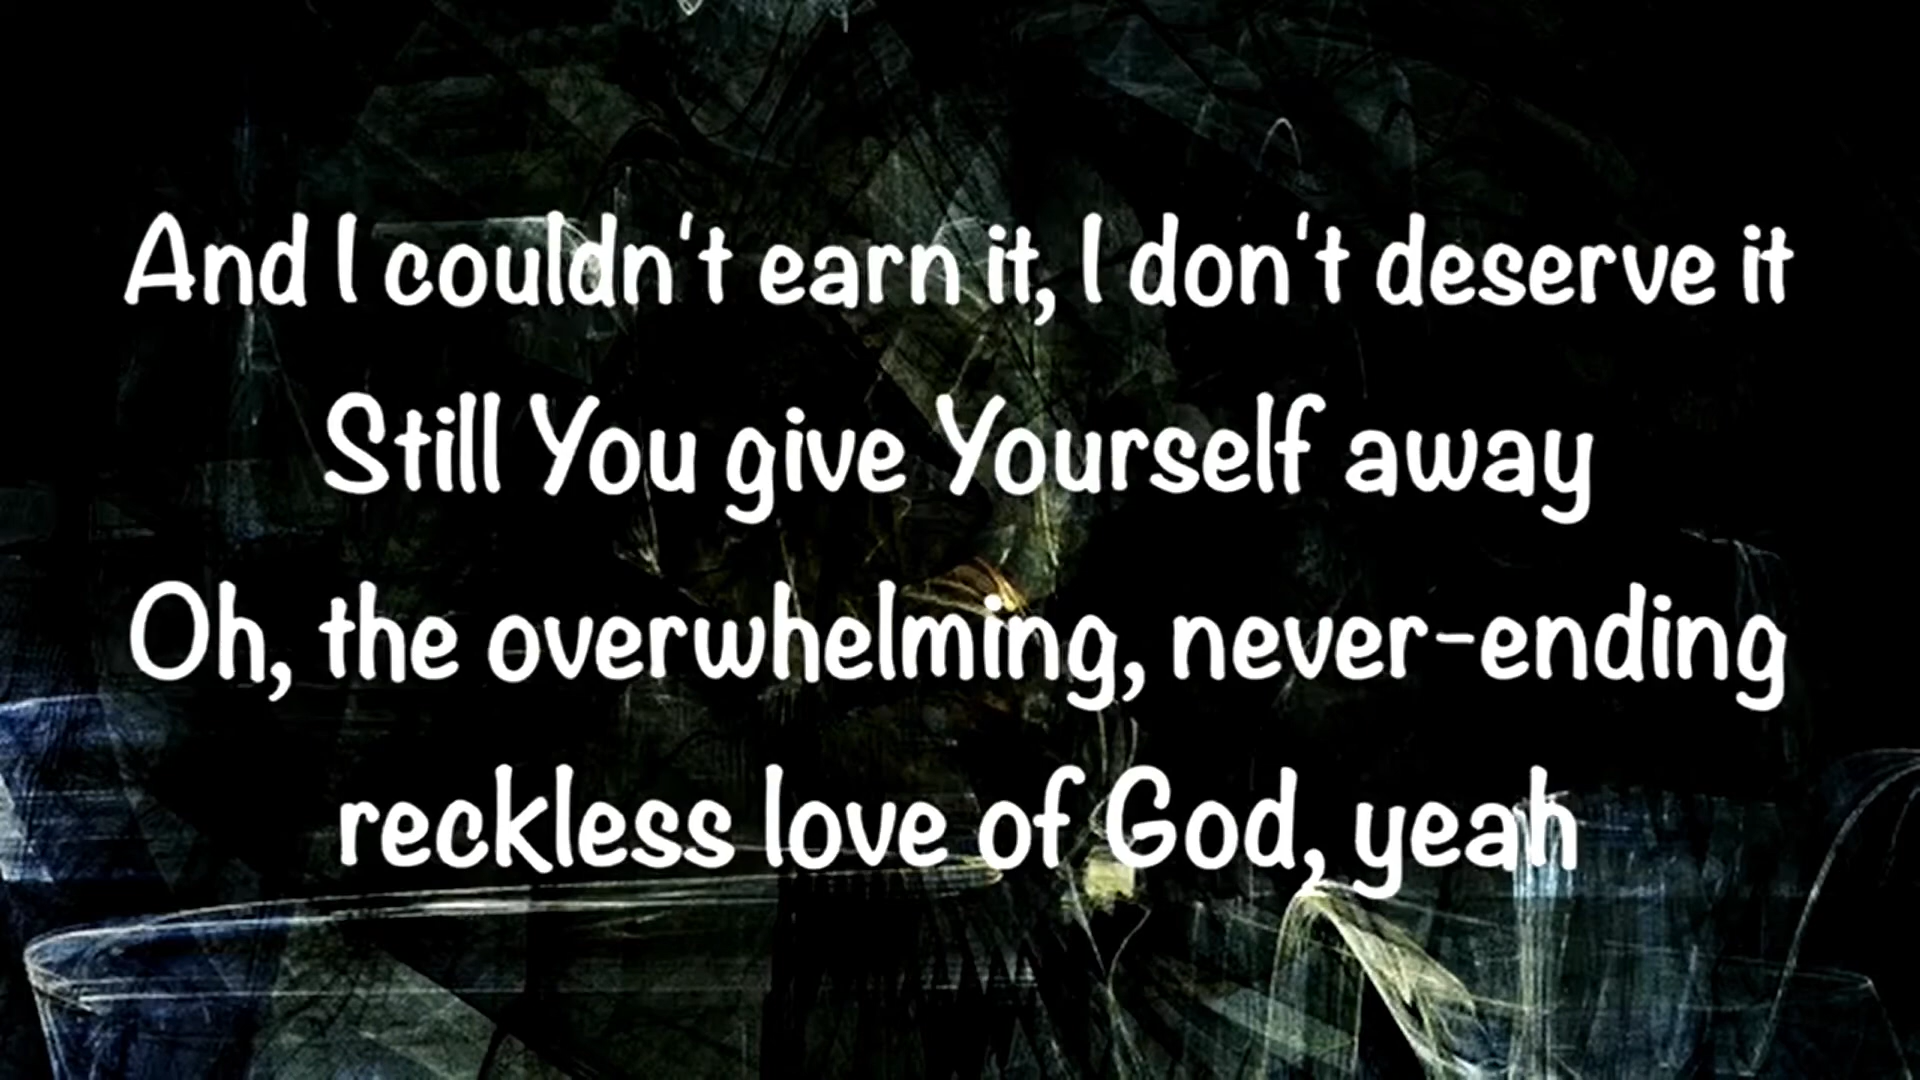 And I couldn't earn it, I don't deserve it
Still You give Yourself away
Oh, the overwhelming, never-ending
reckless love of God, yeah